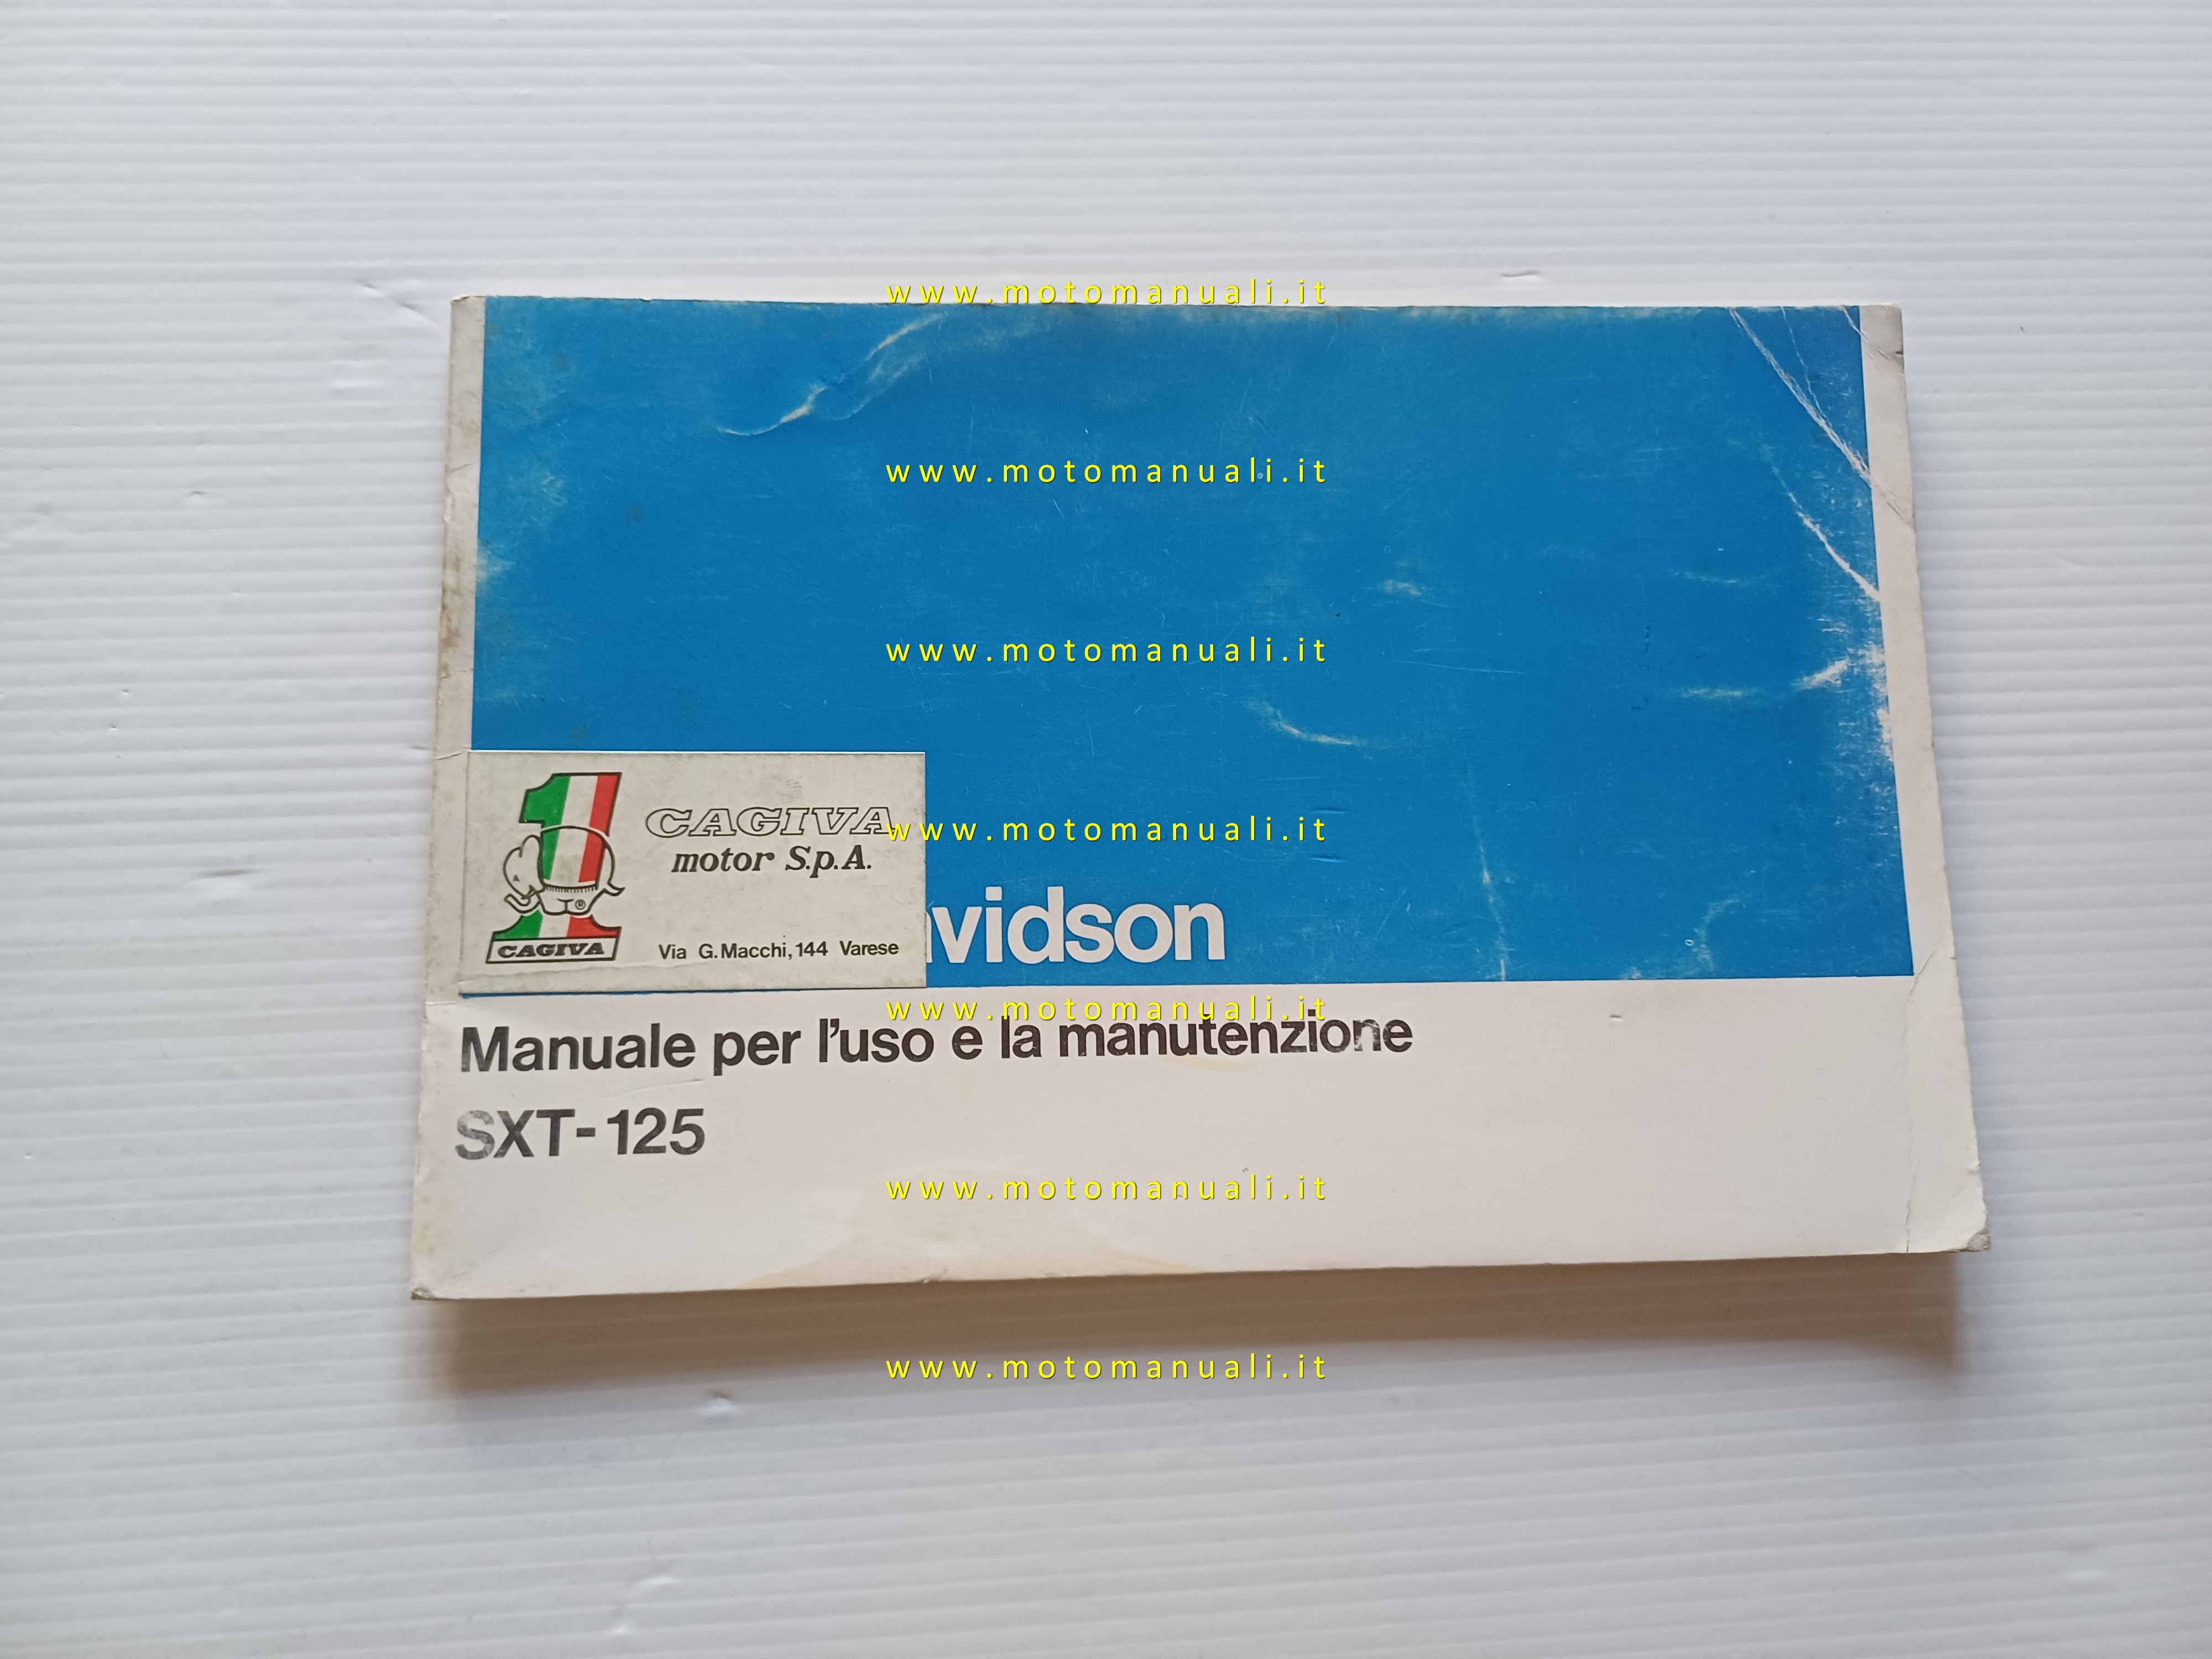 www.motomanuali.it
www.motomanuali.it
www.motomanuali.it
CAGIVA
www.motomanuali.it
motor S.p.A.
CAGIVA
Via G. Macchi, 144 Varese
vidson
www.motomanuali.it
Manuale per l'uso e la manutenzione
SXT-125
www.motomanuali.it
www.motomanuali.it